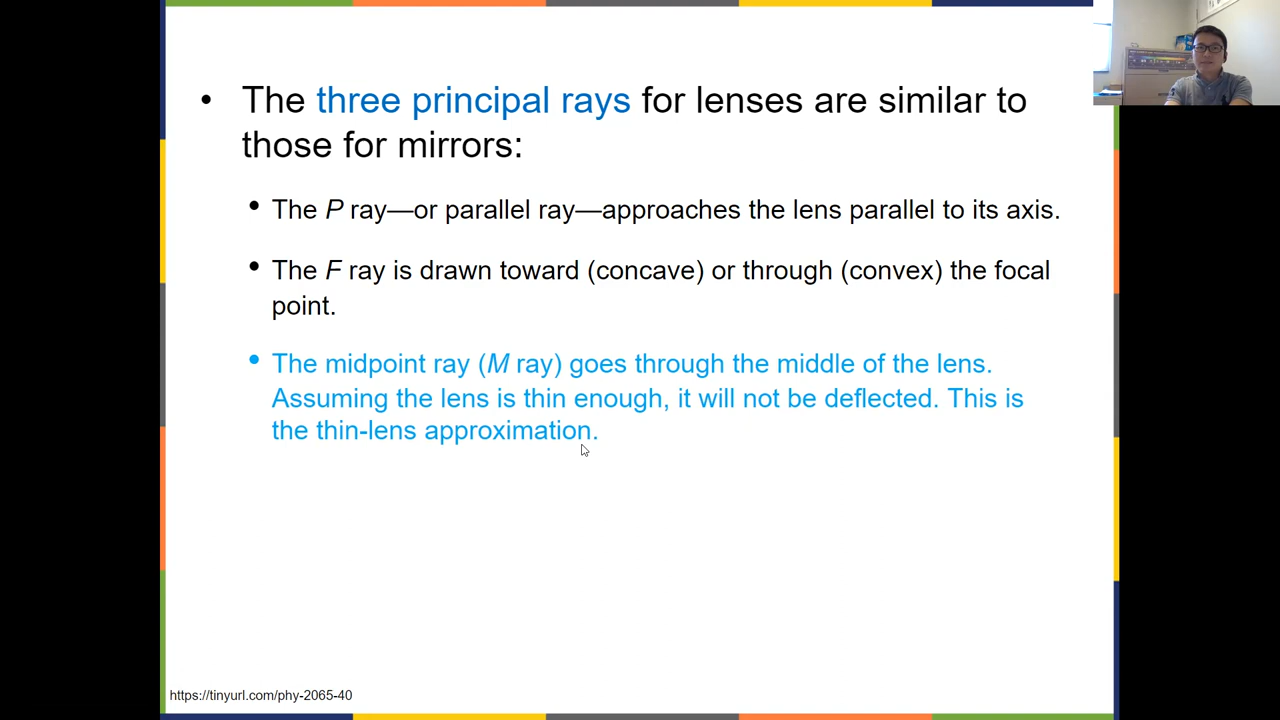 • The three principal rays for lenses are similar to
those for mirrors:
• The P ray—or parallel ray—approaches the lens parallel to its axis.
• The F ray is drawn toward (concave) or through (convex) the focal
point.
• The midpoint ray (M ray) goes through the middle of the lens.
Assuming the lens is thin enough, it will not be deflected. This is
the thin-lens approximation.
https://tinyurl.com/phy-2065-40